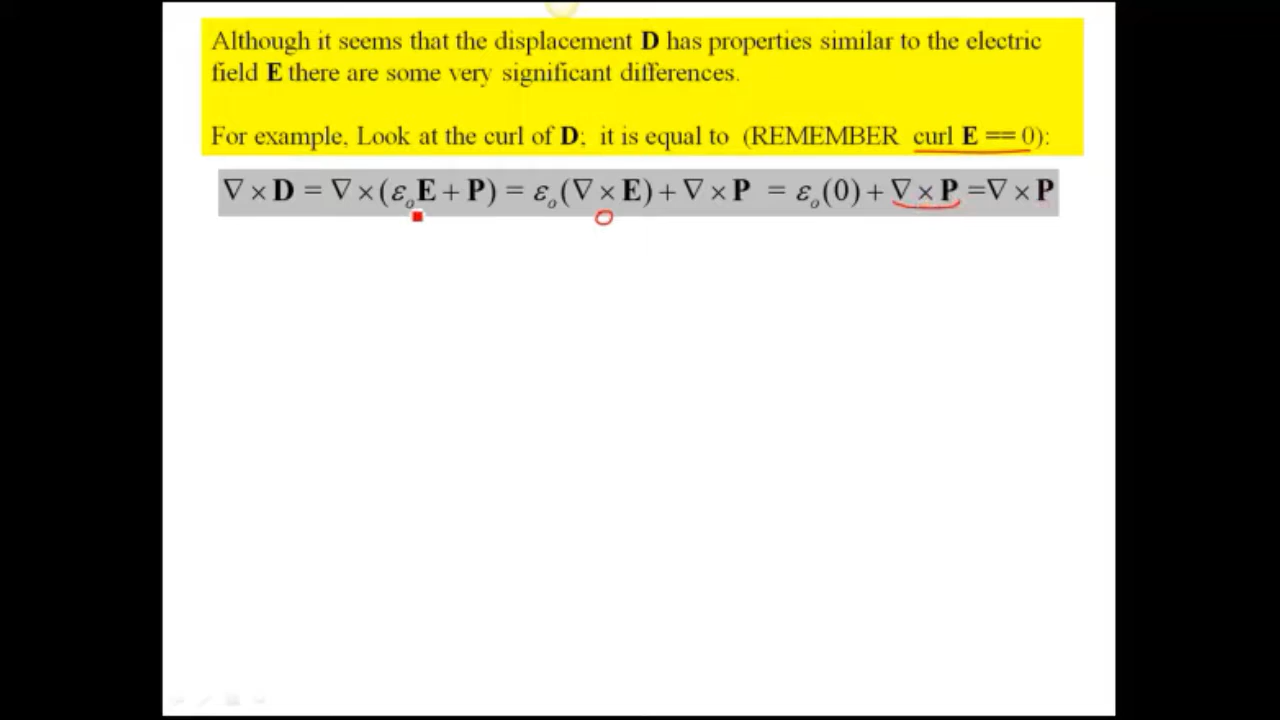 Although it seems that the displacement D has properties similar to the electric
field E there are some very significant differences.
For example, Look at the curl of D; it is equal to (REMEMBER curl E == 0):
∇ × D = ∇ × (εₒE + P) = εₒ(∇ × E) + ∇ × P = εₒ(0) + ∇ × P =∇ × P